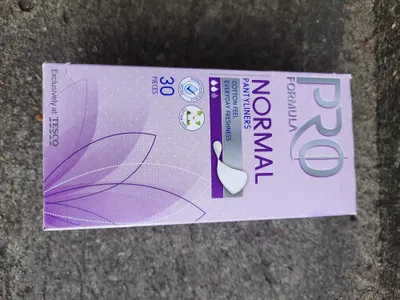 PRO
FORMULA
NORMAL
PANTYLINERS
COTTON FEEL
EVERYDAY FRESHNESS
30
PIECES
Exclusively at TESCO